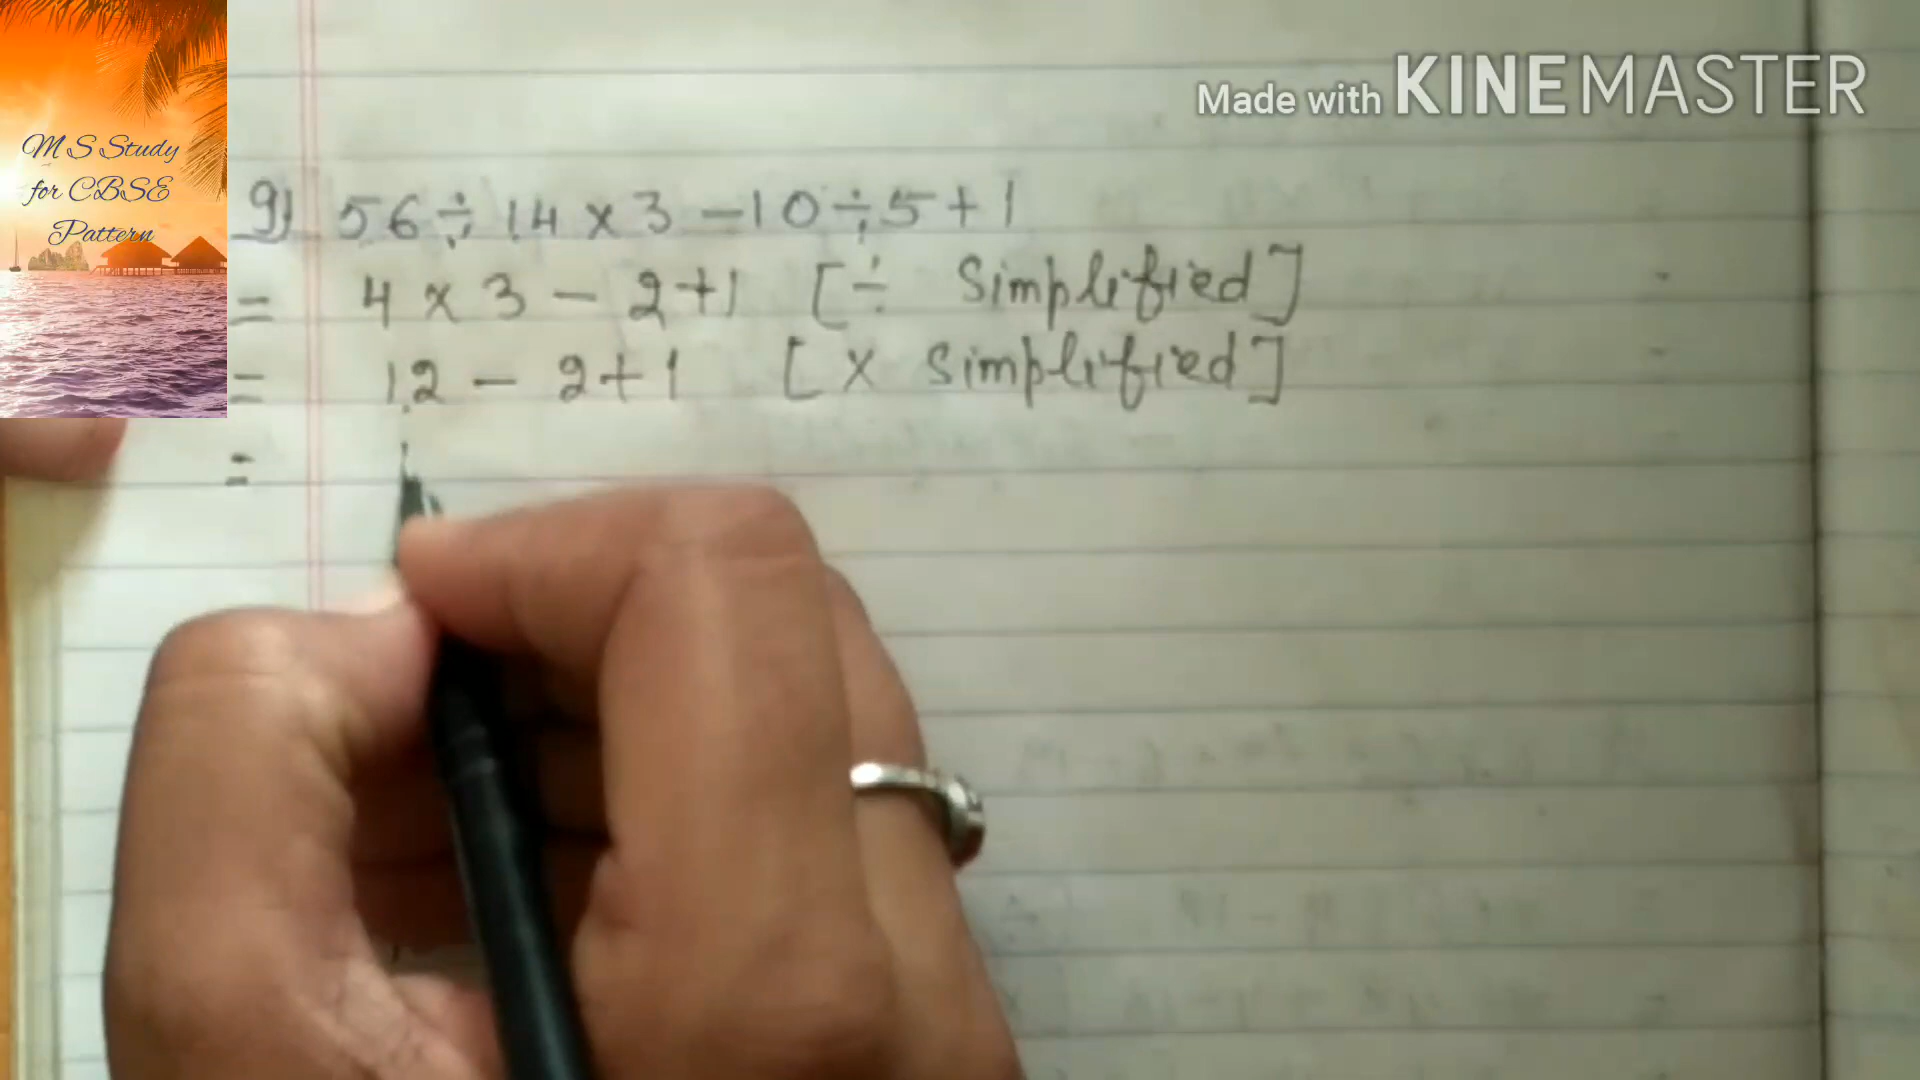 M S Study
for CBSE
Pattern
Made with KINEMASTER
9) 56 ÷ 14 × 3 - 10 ÷ 5 + 1
= 4 × 3 - 2 + 1 [÷ Simplified]
= 12 - 2 + 1 [× Simplified]
=